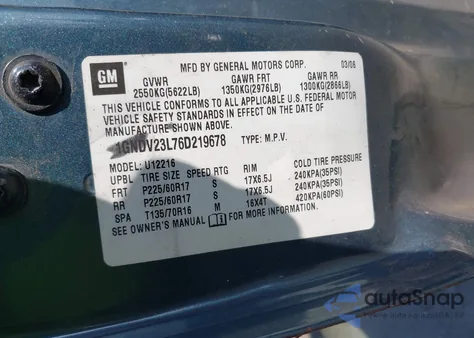 GM
MFD BY GENERAL MOTORS CORP. 03/06
GVWR GAWR FRT GAWR RR
2550KG(5622LB) 1350KG(2976LB) 1300KG(2866LB)
THIS VEHICLE CONFORMS TO ALL APPLICABLE U.S. FEDERAL MOTOR
VEHICLE SAFETY STANDARDS IN EFFECT ON THE DATE OF
MANUFACTURE SHOWN ABOVE.
1GNDV23L76D219678 TYPE: M.P.V.
MODEL: U12216
UPLB TIRE SIZE SPEED RTG RIM COLD TIRE PRESSURE
FRT P225/60R17 S 17X6.5J 240KPA(35PSI)
RR P225/60R17 S 17X6.5J 240KPA(35PSI)
SPA T135/70R16 M 16X4T 420KPA(60PSI)
SEE OWNER'S MANUAL FOR ADDITIONAL INFORMATION.
autoSnap